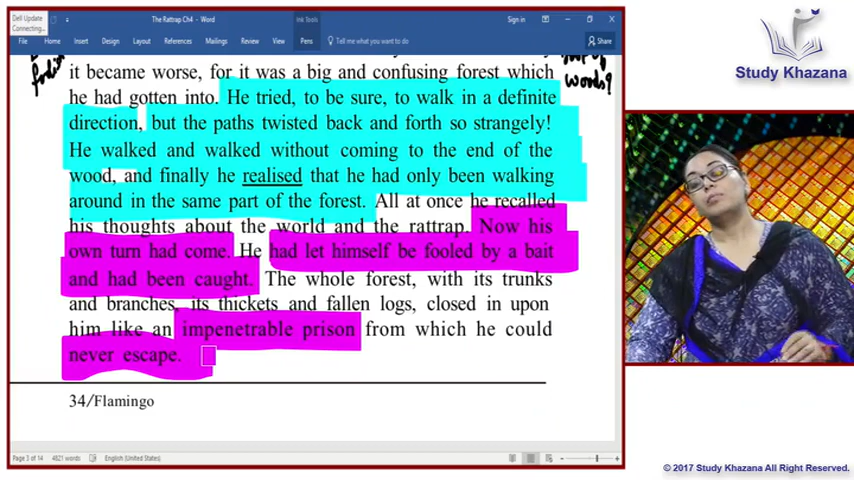 Dell Update
Connecting...
The Rattrap Ch4 - Word
Ink Tools
Sign in
File
Home
Insert
Design
Layout
References
Mailings
Review
View
Pens
Tell me what you want to do
Share
Study Khazana
words?
it became worse, for it was a big and confusing forest which
he had gotten into. He tried, to be sure, to walk in a definite
direction, but the paths twisted back and forth so strangely!
He walked and walked without coming to the end of the
wood, and finally he realised that he had only been walking
around in the same part of the forest. All at once he recalled
his thoughts about the world and the rattrap. Now his
own turn had come. He had let himself be fooled by a bait
and had been caught. The whole forest, with its trunks
and branches, its thickets and fallen logs, closed in upon
him like an impenetrable prison from which he could
never escape.
34/Flamingo
Page 3 of 14
4821 words
English (United States)
© 2017 Study Khazana All Right Reserved.